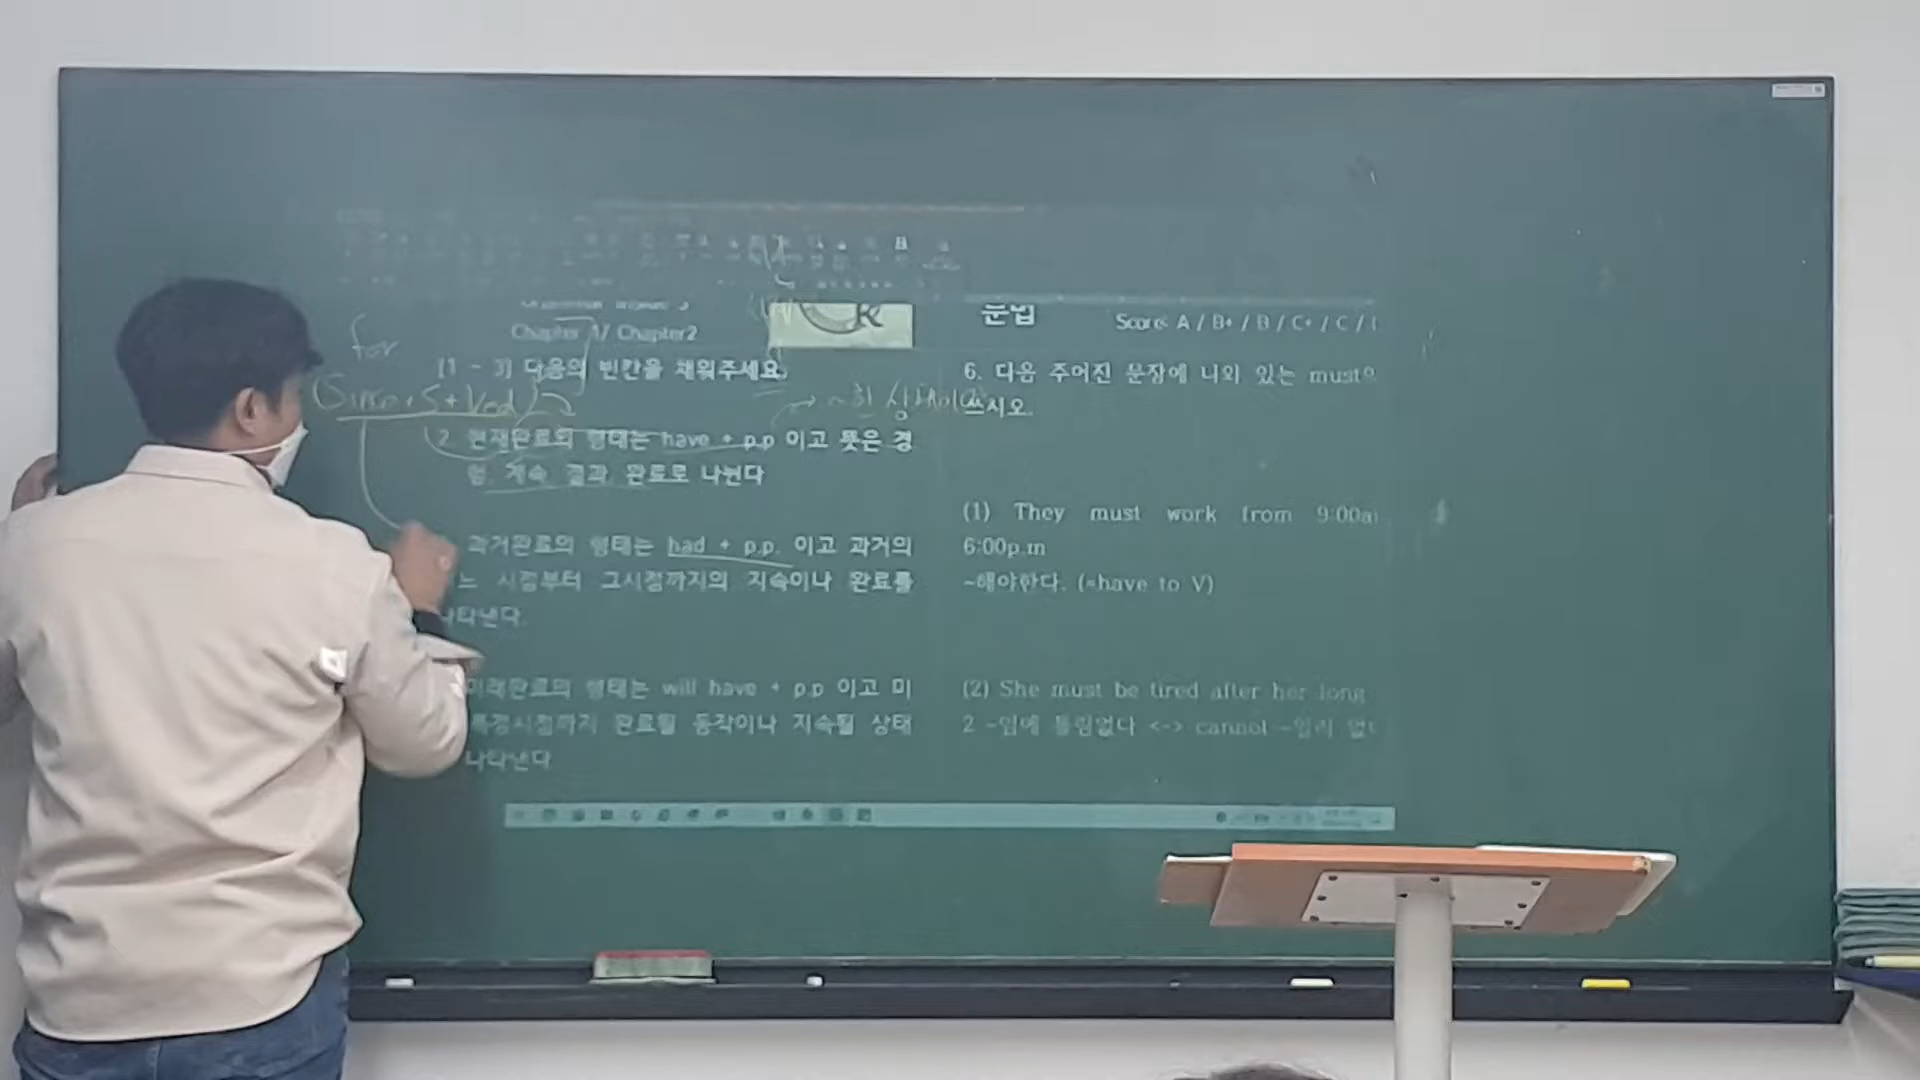 Chapter 1/ Chapter2
[1 - 3] 다음의 빈칸을 채워주세요
for
(Since + S + Ved)
→ ~한 상태이다
2. 현재완료의 형태는 have + p.p 이고 뜻은 경
험, 계속, 결과, 완료로 나뉜다
과거완료의 형태는 had + p.p. 이고 과거의
느 시점부터 그시점까지의 지속이나 완료를
나타낸다.
미래완료의 형태는 will have + p.p 이고 미
특정시점까지 완료될 동작이나 지속될 상태
나타낸다
문법
Score: A / B+ / B / C+ / C /
6. 다음 주어진 문장에 나와 있는 must의
쓰시오.
(1) They must work from 9:00a
6:00p.m
~해야한다. (=have to V)
(2) She must be tired after her long
2 ~임에 틀림없다 <-> cannot ~일리 없